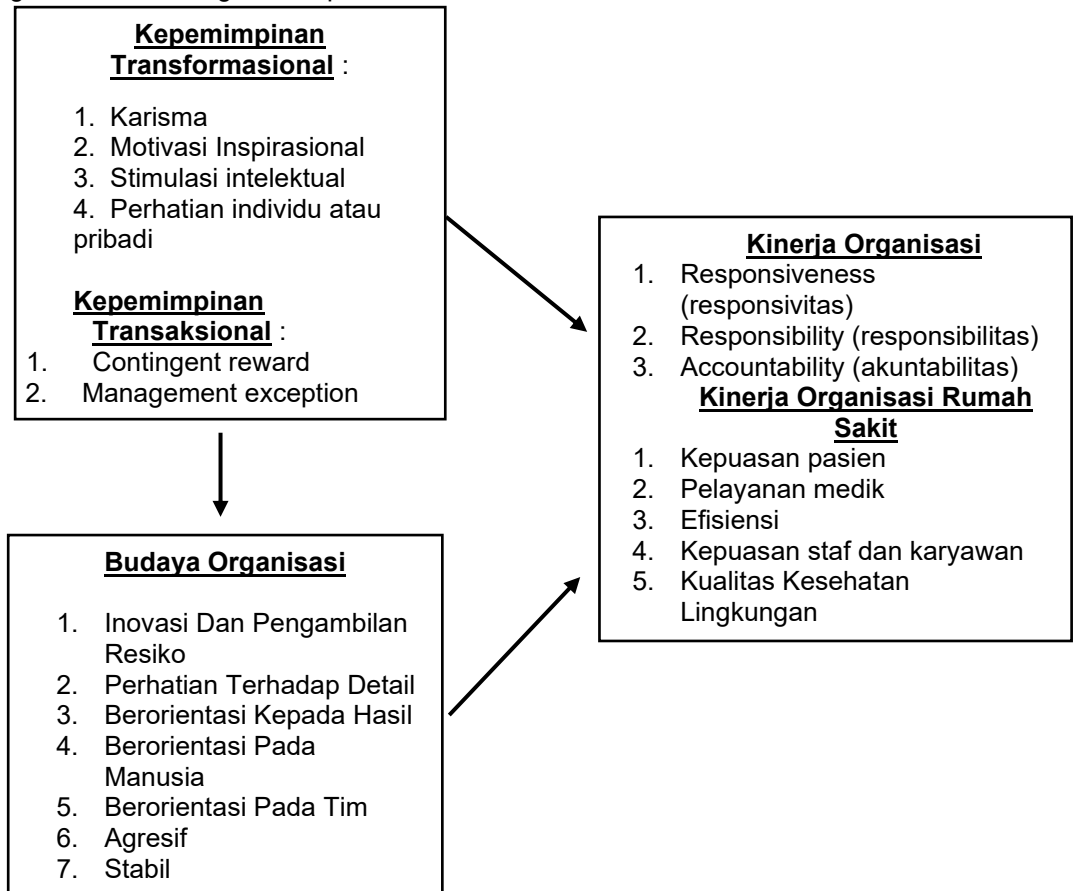 Kepemimpinan
Transformasional :
1. Karisma
2. Motivasi Inspirasional
3. Stimulasi intelektual
4. Perhatian individu atau
pribadi
Kepemimpinan
Transaksional :
1. Contingent reward
2. Management exception
Kinerja Organisasi
1. Responsiveness
(responsivitas)
2. Responsibility (responsibilitas)
3. Accountability (akuntabilitas)
Kinerja Organisasi Rumah
Sakit
1. Kepuasan pasien
2. Pelayanan medik
3. Efisiensi
4. Kepuasan staf dan karyawan
5. Kualitas Kesehatan
Lingkungan
Budaya Organisasi
1. Inovasi Dan Pengambilan
Resiko
2. Perhatian Terhadap Detail
3. Berorientasi Kepada Hasil
4. Berorientasi Pada
Manusia
5. Berorientasi Pada Tim
6. Agresif
7. Stabil